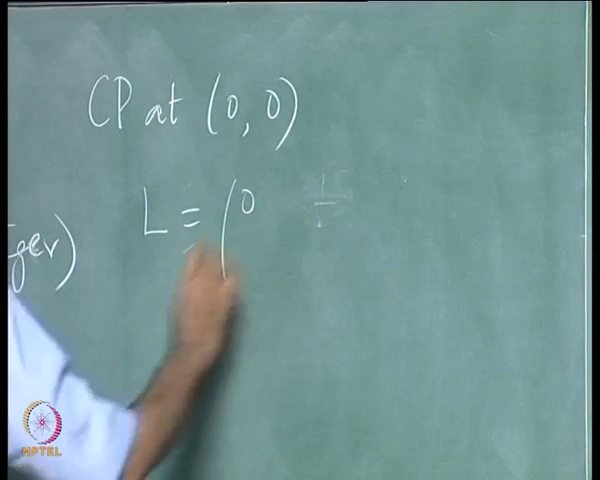 CP at (0, 0)
L = (0
ger)
NPTEL